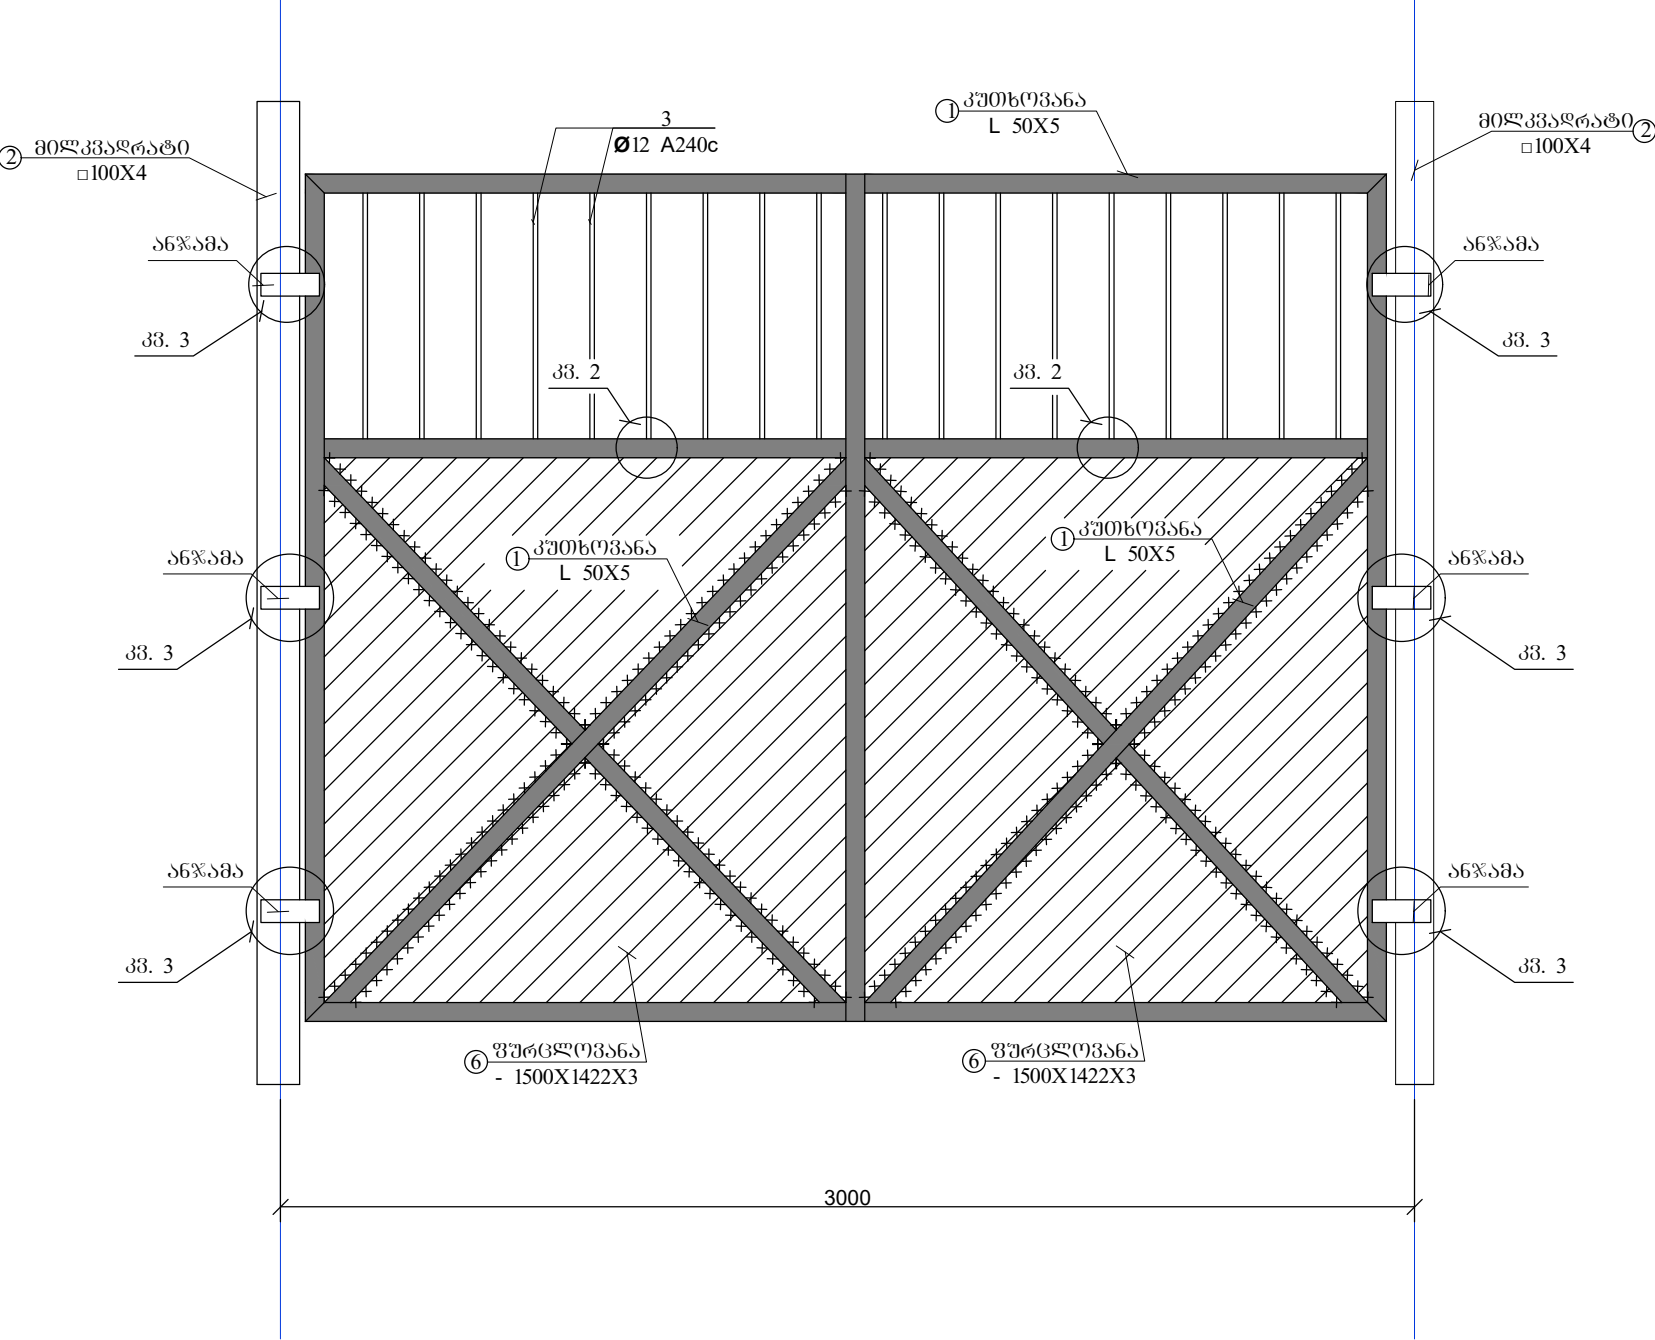 კუთხოვანა
① L 50X5
3
Ø12 A240c
② მილკვადრატი
□100X4
მილკვადრატი ②
□100X4
ანჯამა
ანჯამა
კვ. 3
კვ. 3
კვ. 2
კვ. 2
① კუთხოვანა
L 50X5
① კუთხოვანა
L 50X5
ანჯამა
ანჯამა
კვ. 3
კვ. 3
ანჯამა
ანჯამა
კვ. 3
კვ. 3
⑥ ფურცლოვანა
- 1500X1422X3
⑥ ფურცლოვანა
- 1500X1422X3
3000